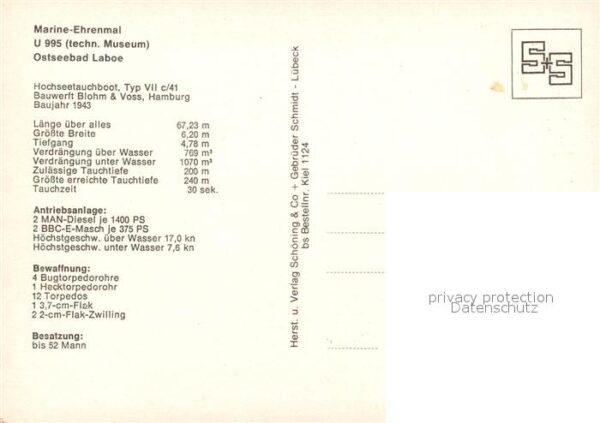 Marine-Ehrenmal
U 995 (techn. Museum)
Ostseebad Laboe
Hochseetauchboot, Typ VII c/41
Bauwerft Blohm & Voss, Hamburg
Baujahr 1943
Länge über alles 67,23 m
Größte Breite 6,20 m
Tiefgang 4,78 m
Verdrängung über Wasser 769 m³
Verdrängung unter Wasser 1070 m³
Zulässige Tauchtiefe 200 m
Größte erreichte Tauchtiefe 240 m
Tauchzeit 30 sek.
Antriebsanlage:
2 MAN-Diesel je 1400 PS
2 BBC-E-Masch je 375 PS
Höchstgeschw. über Wasser 17,0 kn
Höchstgeschw. unter Wasser 7,6 kn
Bewaffnung:
4 Bugtorpedorohre
1 Hecktorpedorohr
12 Torpedos
1 3,7-cm-Flak
2 2-cm-Flak-Zwilling
Besatzung:
bis 52 Mann
Herst. u. Verlag Schöning & Co + Gebrüder Schmidt - Lübeck
bs Bestellnr. Kiel 1124
S+S
privacy protection
Datenschutz